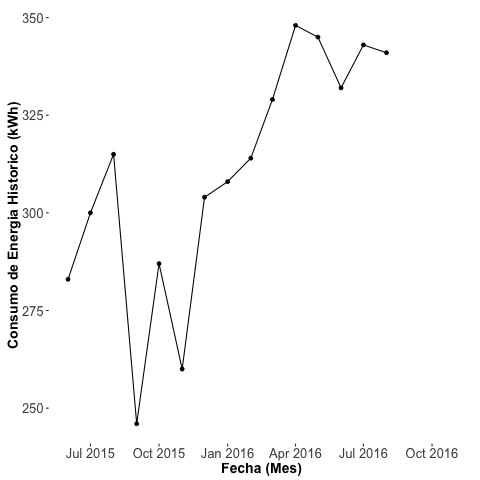 350
325
300
275
250
Consumo de Energia Historico (kWh)
Jul 2015 Oct 2015 Jan 2016 Apr 2016 Jul 2016 Oct 2016
Fecha (Mes)